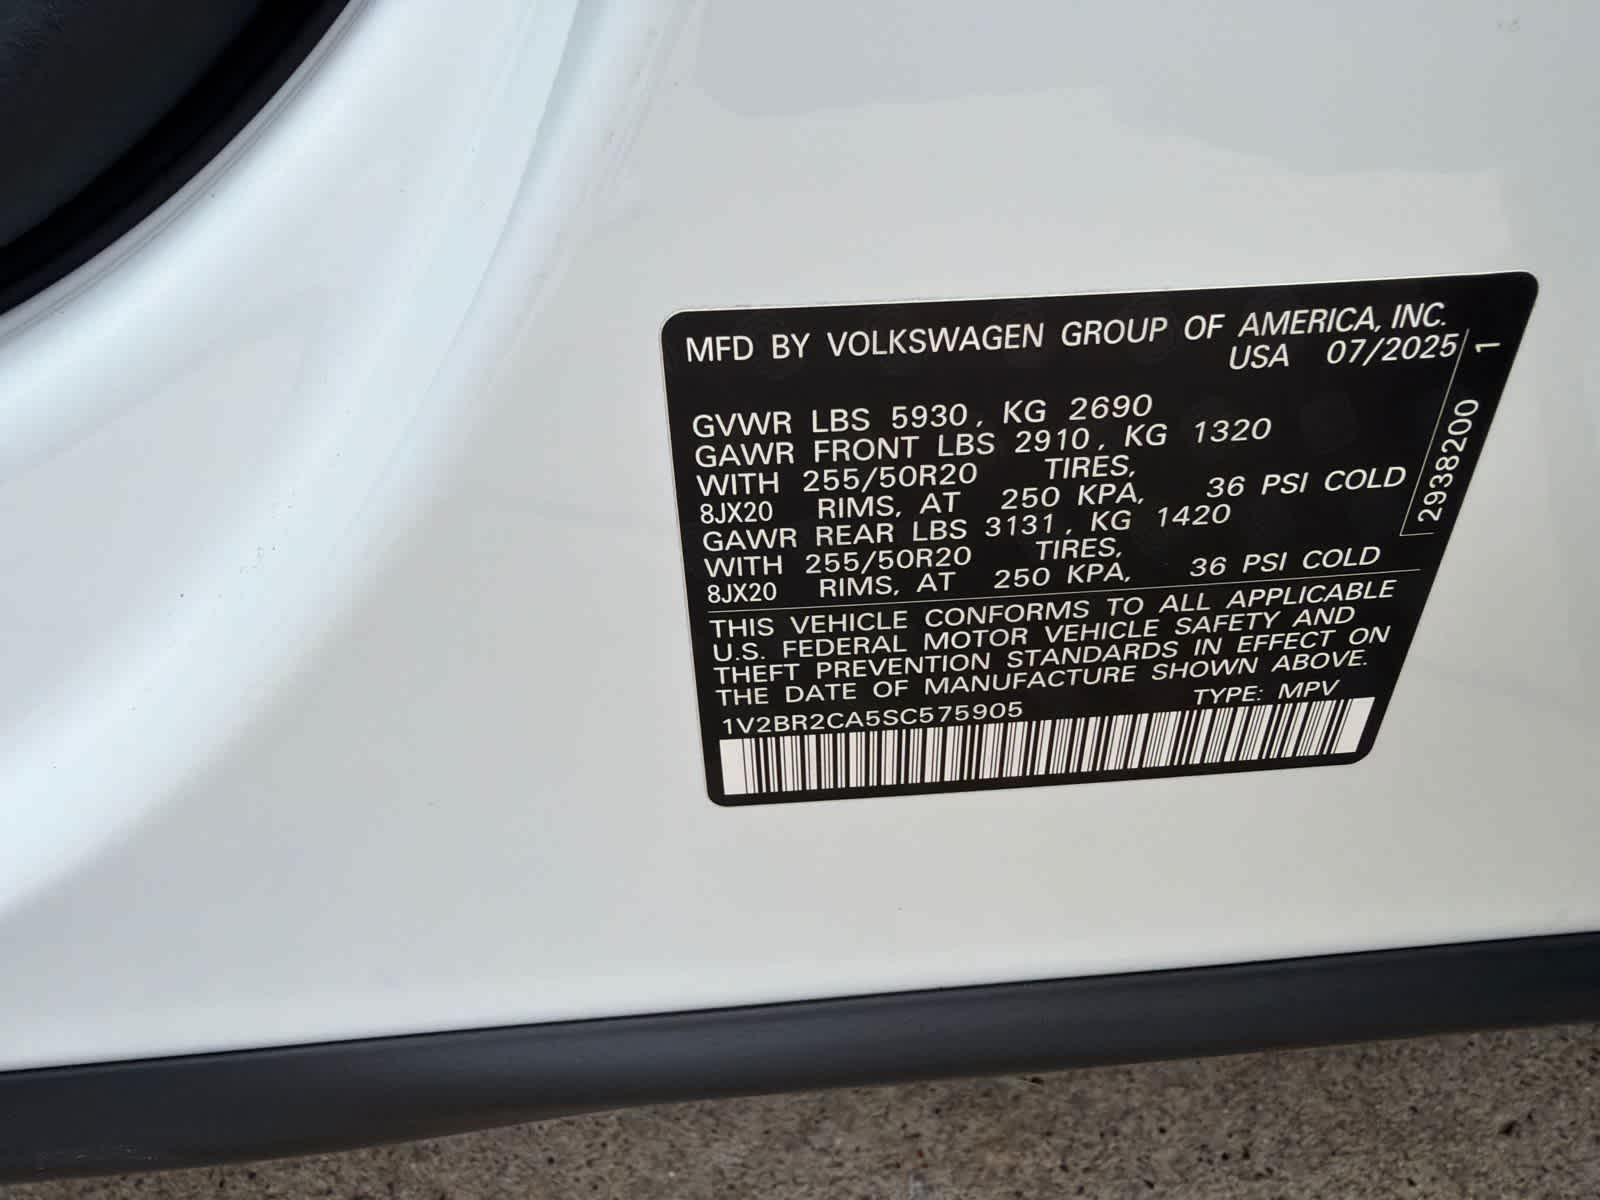 MFD BY VOLKSWAGEN GROUP OF AMERICA, INC.
USA 07/2025
GVWR LBS 5930, KG 2690
GAWR FRONT LBS 2910, KG 1320
WITH 255/50R20 TIRES,
8JX20 RIMS, AT 250 KPA, 36 PSI COLD
GAWR REAR LBS 3131, KG 1420
WITH 255/50R20 TIRES,
8JX20 RIMS, AT 250 KPA, 36 PSI COLD
THIS VEHICLE CONFORMS TO ALL APPLICABLE
U.S. FEDERAL MOTOR VEHICLE SAFETY AND
THEFT PREVENTION STANDARDS IN EFFECT ON
THE DATE OF MANUFACTURE SHOWN ABOVE.
TYPE: MPV
1V2BR2CA5SC575905
2938200 1